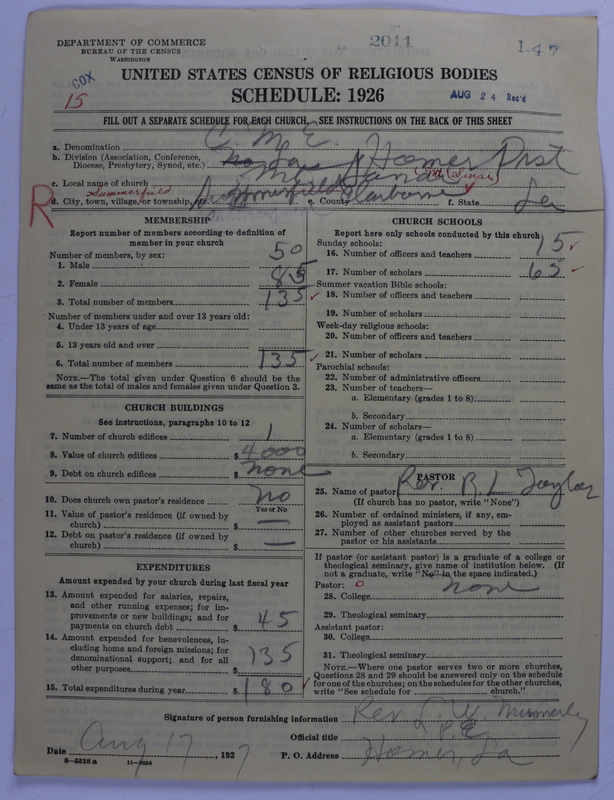 DEPARTMENT OF COMMERCE
BUREAU OF THE CENSUS
WASHINGTON
2011
1-47
COX
15
UNITED STATES CENSUS OF RELIGIOUS BODIES
SCHEDULE: 1926
AUG 24 Rec'd
FILL OUT A SEPARATE SCHEDULE FOR EACH CHURCH. SEE INSTRUCTIONS ON THE BACK OF THIS SHEET
a. Denomination C. M. E.
b. Division (Association, Conference, Diocese, Presbytery, Synod, etc.) No La Homer Dist
c. Local name of church Mt. (Mt. Sinai)
R
Summerfield
d. City, town, village, or township Summerfield e. County Claiborne f. State La
MEMBERSHIP
Report number of members according to definition of member in your church
Number of members, by sex:
1. Male 50
2. Female 85
3. Total number of members 135
Number of members under and over 13 years old:
4. Under 13 years of age
5. 13 years old and over
6. Total number of members 135
NOTE.—The total given under Question 6 should be the same as the total of males and females given under Question 3.
CHURCH BUILDINGS
See instructions, paragraphs 10 to 12
7. Number of church edifices 1
8. Value of church edifices $ 4000
9. Debt on church edifices $ none
10. Does church own pastor's residence no
Yes or No
11. Value of pastor's residence (if owned by church) $ —
12. Debt on pastor's residence (if owned by church) $ —
EXPENDITURES
Amount expended by your church during last fiscal year
13. Amount expended for salaries, repairs, and other running expenses; for improvements or new buildings; and for payments on church debt $ 45
14. Amount expended for benevolences, including home and foreign missions; for denominational support; and for all other purposes $ 135
15. Total expenditures during year $ 180
CHURCH SCHOOLS
Report here only schools conducted by this church
Sunday schools:
16. Number of officers and teachers 15
17. Number of scholars 65
Summer vacation Bible schools:
18. Number of officers and teachers
19. Number of scholars
Week-day religious schools:
20. Number of officers and teachers
21. Number of scholars
Parochial schools:
22. Number of administrative officers
23. Number of teachers—
a. Elementary (grades 1 to 8)
b. Secondary
24. Number of scholars—
a. Elementary (grades 1 to 8)
b. Secondary
PASTOR
25. Name of pastor Rev. R L Taylor
(If church has no pastor, write "None")
26. Number of ordained ministers, if any, employed as assistant pastors
27. Number of other churches served by the pastor or his assistants
If pastor (or assistant pastor) is a graduate of a college or theological seminary, give name of institution below. (If not a graduate, write "No" in the space indicated.)
Pastor: 0
28. College none
29. Theological seminary
Assistant pastor:
30. College
31. Theological seminary
NOTE.—Where one pastor serves two or more churches, Questions 28 and 29 should be answered only on the schedule for one of the churches; on the schedules for the other churches, write "See schedule for church."
Signature of person furnishing information Rev L. W.
Official title P.E.
Date Aug 17, 1927
P. O. Address Homer, La
8—5518a 11—9054